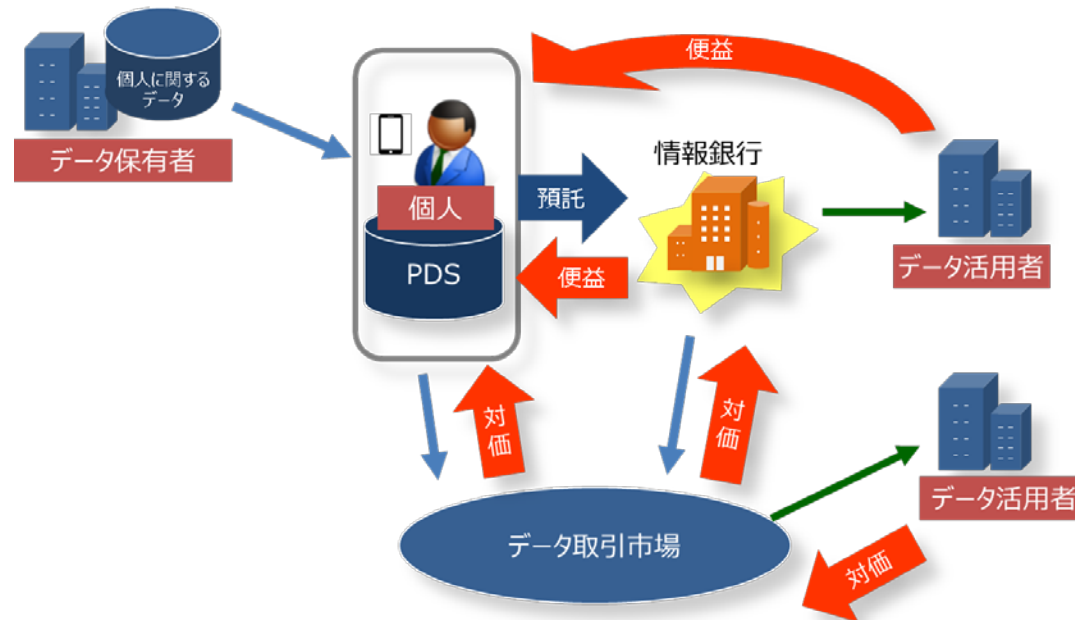 個人に関する
データ
データ保有者
個人
PDS
預託
便益
便益
情報銀行
データ活用者
対価
対価
データ取引市場
データ活用者
対価